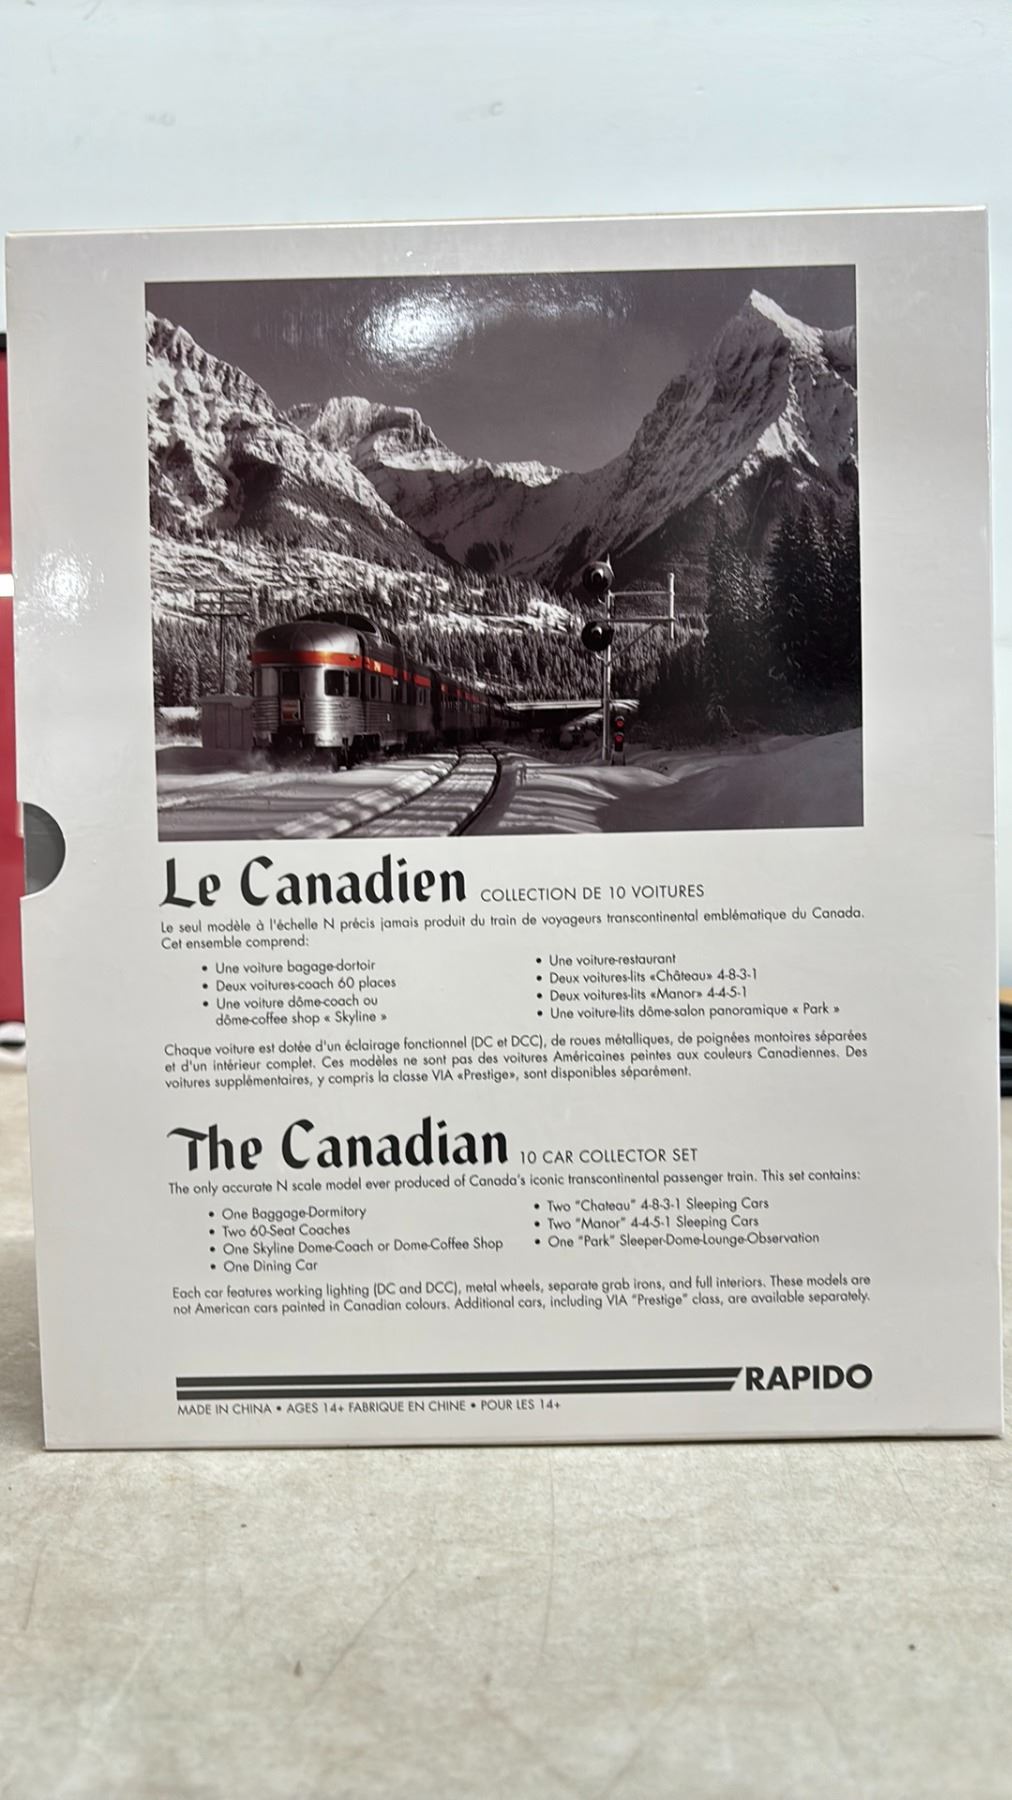 Le Canadien COLLECTION DE 10 VOITURES
Le seul modèle à l'échelle N précis jamais produit du train de voyageurs transcontinental emblématique du Canada.
Cet ensemble comprend:
• Une voiture bagage-dortoir
• Deux voitures-coach 60 places
• Une voiture dôme-coach ou
dôme-coffee shop « Skyline »
• Une voiture-restaurant
• Deux voitures-lits «Château» 4-8-3-1
• Deux voitures-lits «Manor» 4-4-5-1
• Une voiture-lits dôme-salon panoramique « Park »
Chaque voiture est dotée d'un éclairage fonctionnel (DC et DCC), de roues métalliques, de poignées montoires séparées
et d'un intérieur complet. Ces modèles ne sont pas des voitures Américaines peintes aux couleurs Canadiennes. Des
voitures supplémentaires, y compris la classe VIA «Prestige», sont disponibles séparément.
The Canadian 10 CAR COLLECTOR SET
The only accurate N scale model ever produced of Canada's iconic transcontinental passenger train. This set contains:
• One Baggage-Dormitory
• Two 60-Seat Coaches
• One Skyline Dome-Coach or Dome-Coffee Shop
• One Dining Car
• Two "Chateau" 4-8-3-1 Sleeping Cars
• Two "Manor" 4-4-5-1 Sleeping Cars
• One "Park" Sleeper-Dome-Lounge-Observation
Each car features working lighting (DC and DCC), metal wheels, separate grab irons, and full interiors. These models are
not American cars painted in Canadian colours. Additional cars, including VIA "Prestige" class, are available separately.
RAPIDO
MADE IN CHINA • AGES 14+ FABRIQUE EN CHINE • POUR LES 14+